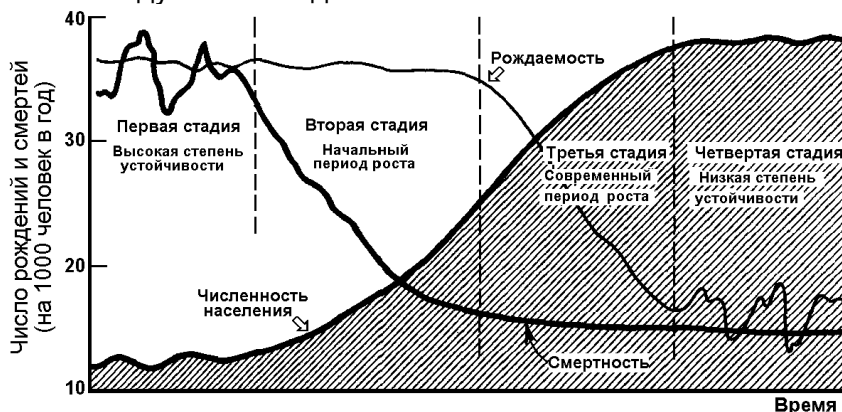 40
30
20
10
Число рождений и смертей
(на 1000 человек в год)
Рождаемость
Первая стадия
Высокая степень
устойчивости
Вторая стадия
Начальный
период роста
Третья стадия
Современный
период роста
Четвертая стадия
Низкая степень
устойчивости
Численность
населения
Смертность
Время